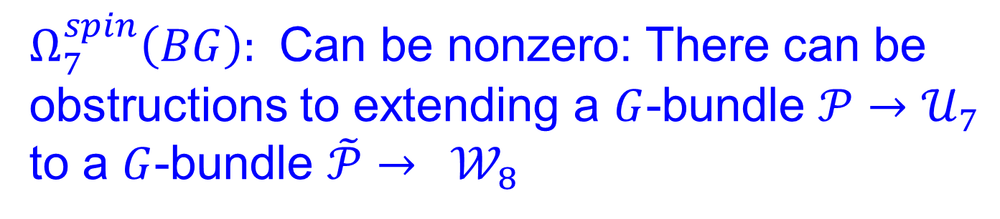 Ω₇^{spin}(BG): Can be nonzero: There can be
obstructions to extending a G-bundle 𝒫 → 𝒰₇
to a G-bundle 𝒫̃ → 𝒲₈